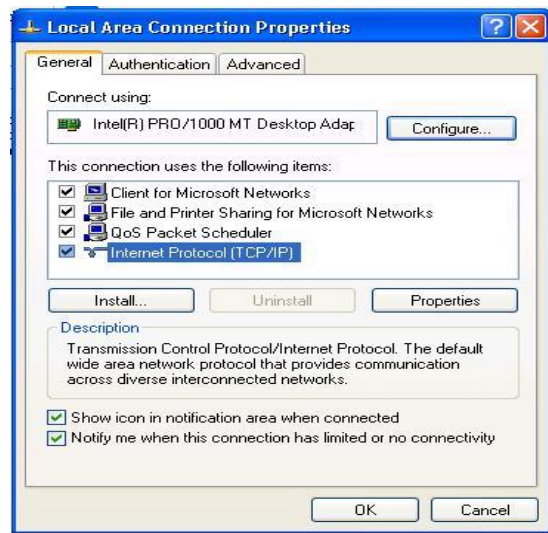 Local Area Connection Properties
General Authentication Advanced
Connect using:
Intel(R) PRO/1000 MT Desktop Adap
Configure...
This connection uses the following items:
Client for Microsoft Networks
File and Printer Sharing for Microsoft Networks
QoS Packet Scheduler
Internet Protocol (TCP/IP)
Install... Uninstall Properties
Description
Transmission Control Protocol/Internet Protocol. The default
wide area network protocol that provides communication
across diverse interconnected networks.
Show icon in notification area when connected
Notify me when this connection has limited or no connectivity
OK Cancel